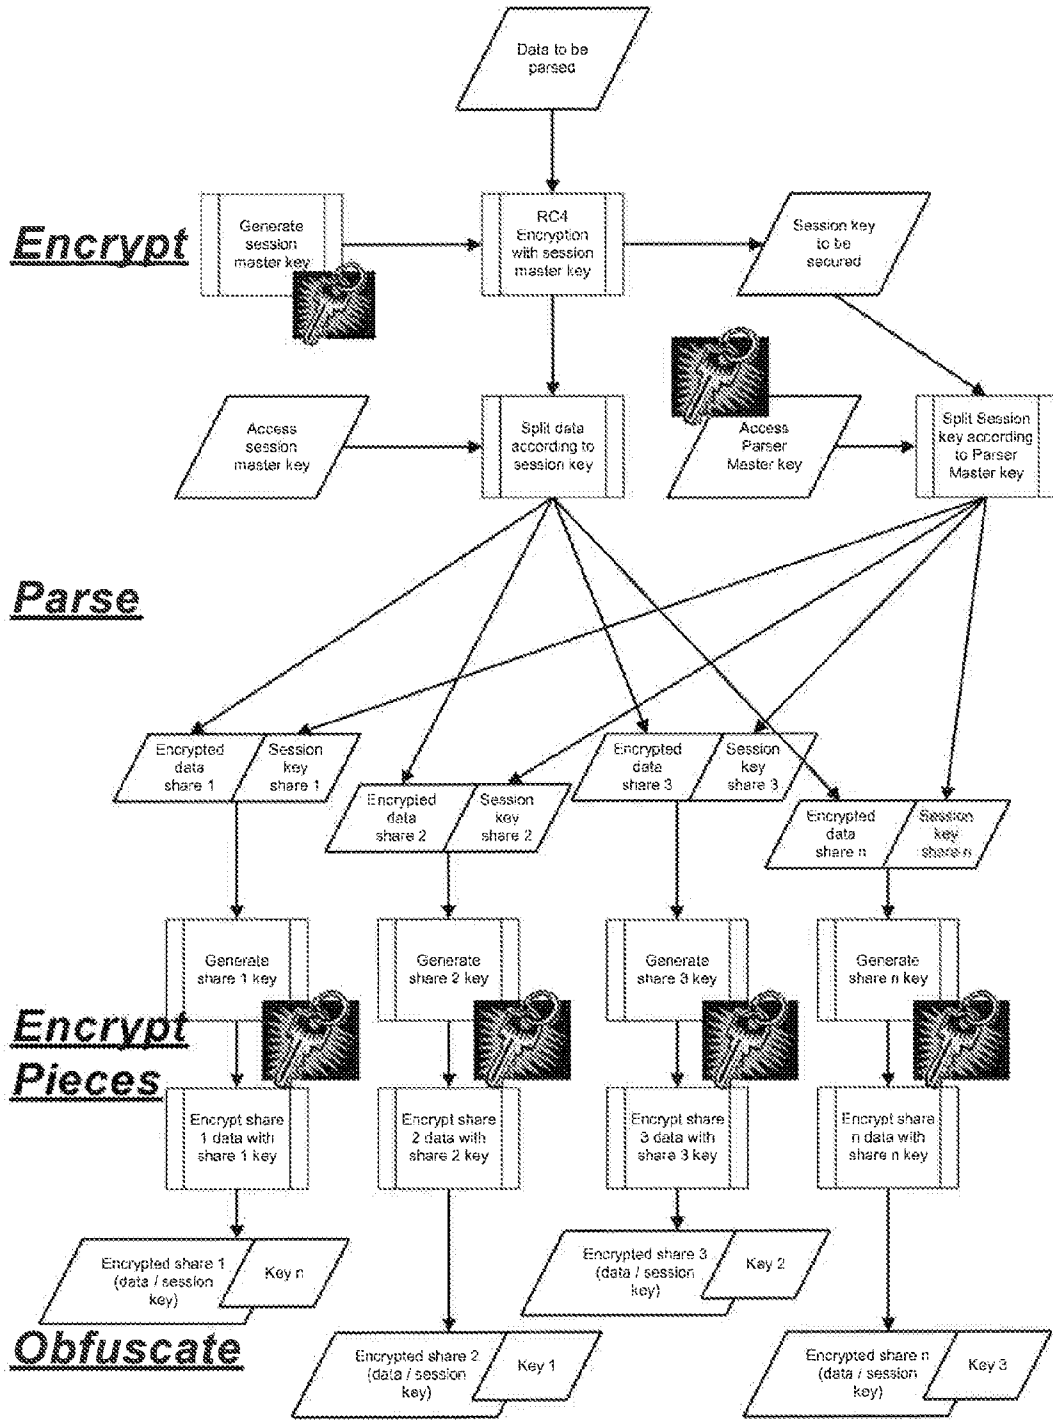 Data to be
parsed
Encrypt
Generate
session
master key
RC4
Encryption
with session
master key
Session key
to be
secured
Access
session
master key
Split data
according to
session key
Access
Parser
Master key
Split Session
key according
to Parser
Master key
Parse
Encrypted
data
share 1
Session
key
share 1
Encrypted
data
share 2
Session
key
share 2
Encrypted
data
share 3
Session
key
share 3
Encrypted
data
share n
Session
key
share n
Generate
share 1 key
Generate
share 2 key
Generate
share 3 key
Generate
share n key
Encrypt
Pieces
Encrypt share
1 data with
share 1 key
Encrypt share
2 data with
share 2 key
Encrypt share
3 data with
share 3 key
Encrypt share
n data with
share n key
Encrypted share 1
(data / session
key)
Key n
Encrypted share 3
(data / session
key)
Key 2
Obfuscate
Encrypted share 2
(data / session
key)
Key 1
Encrypted share n
(data / session
key)
Key 3